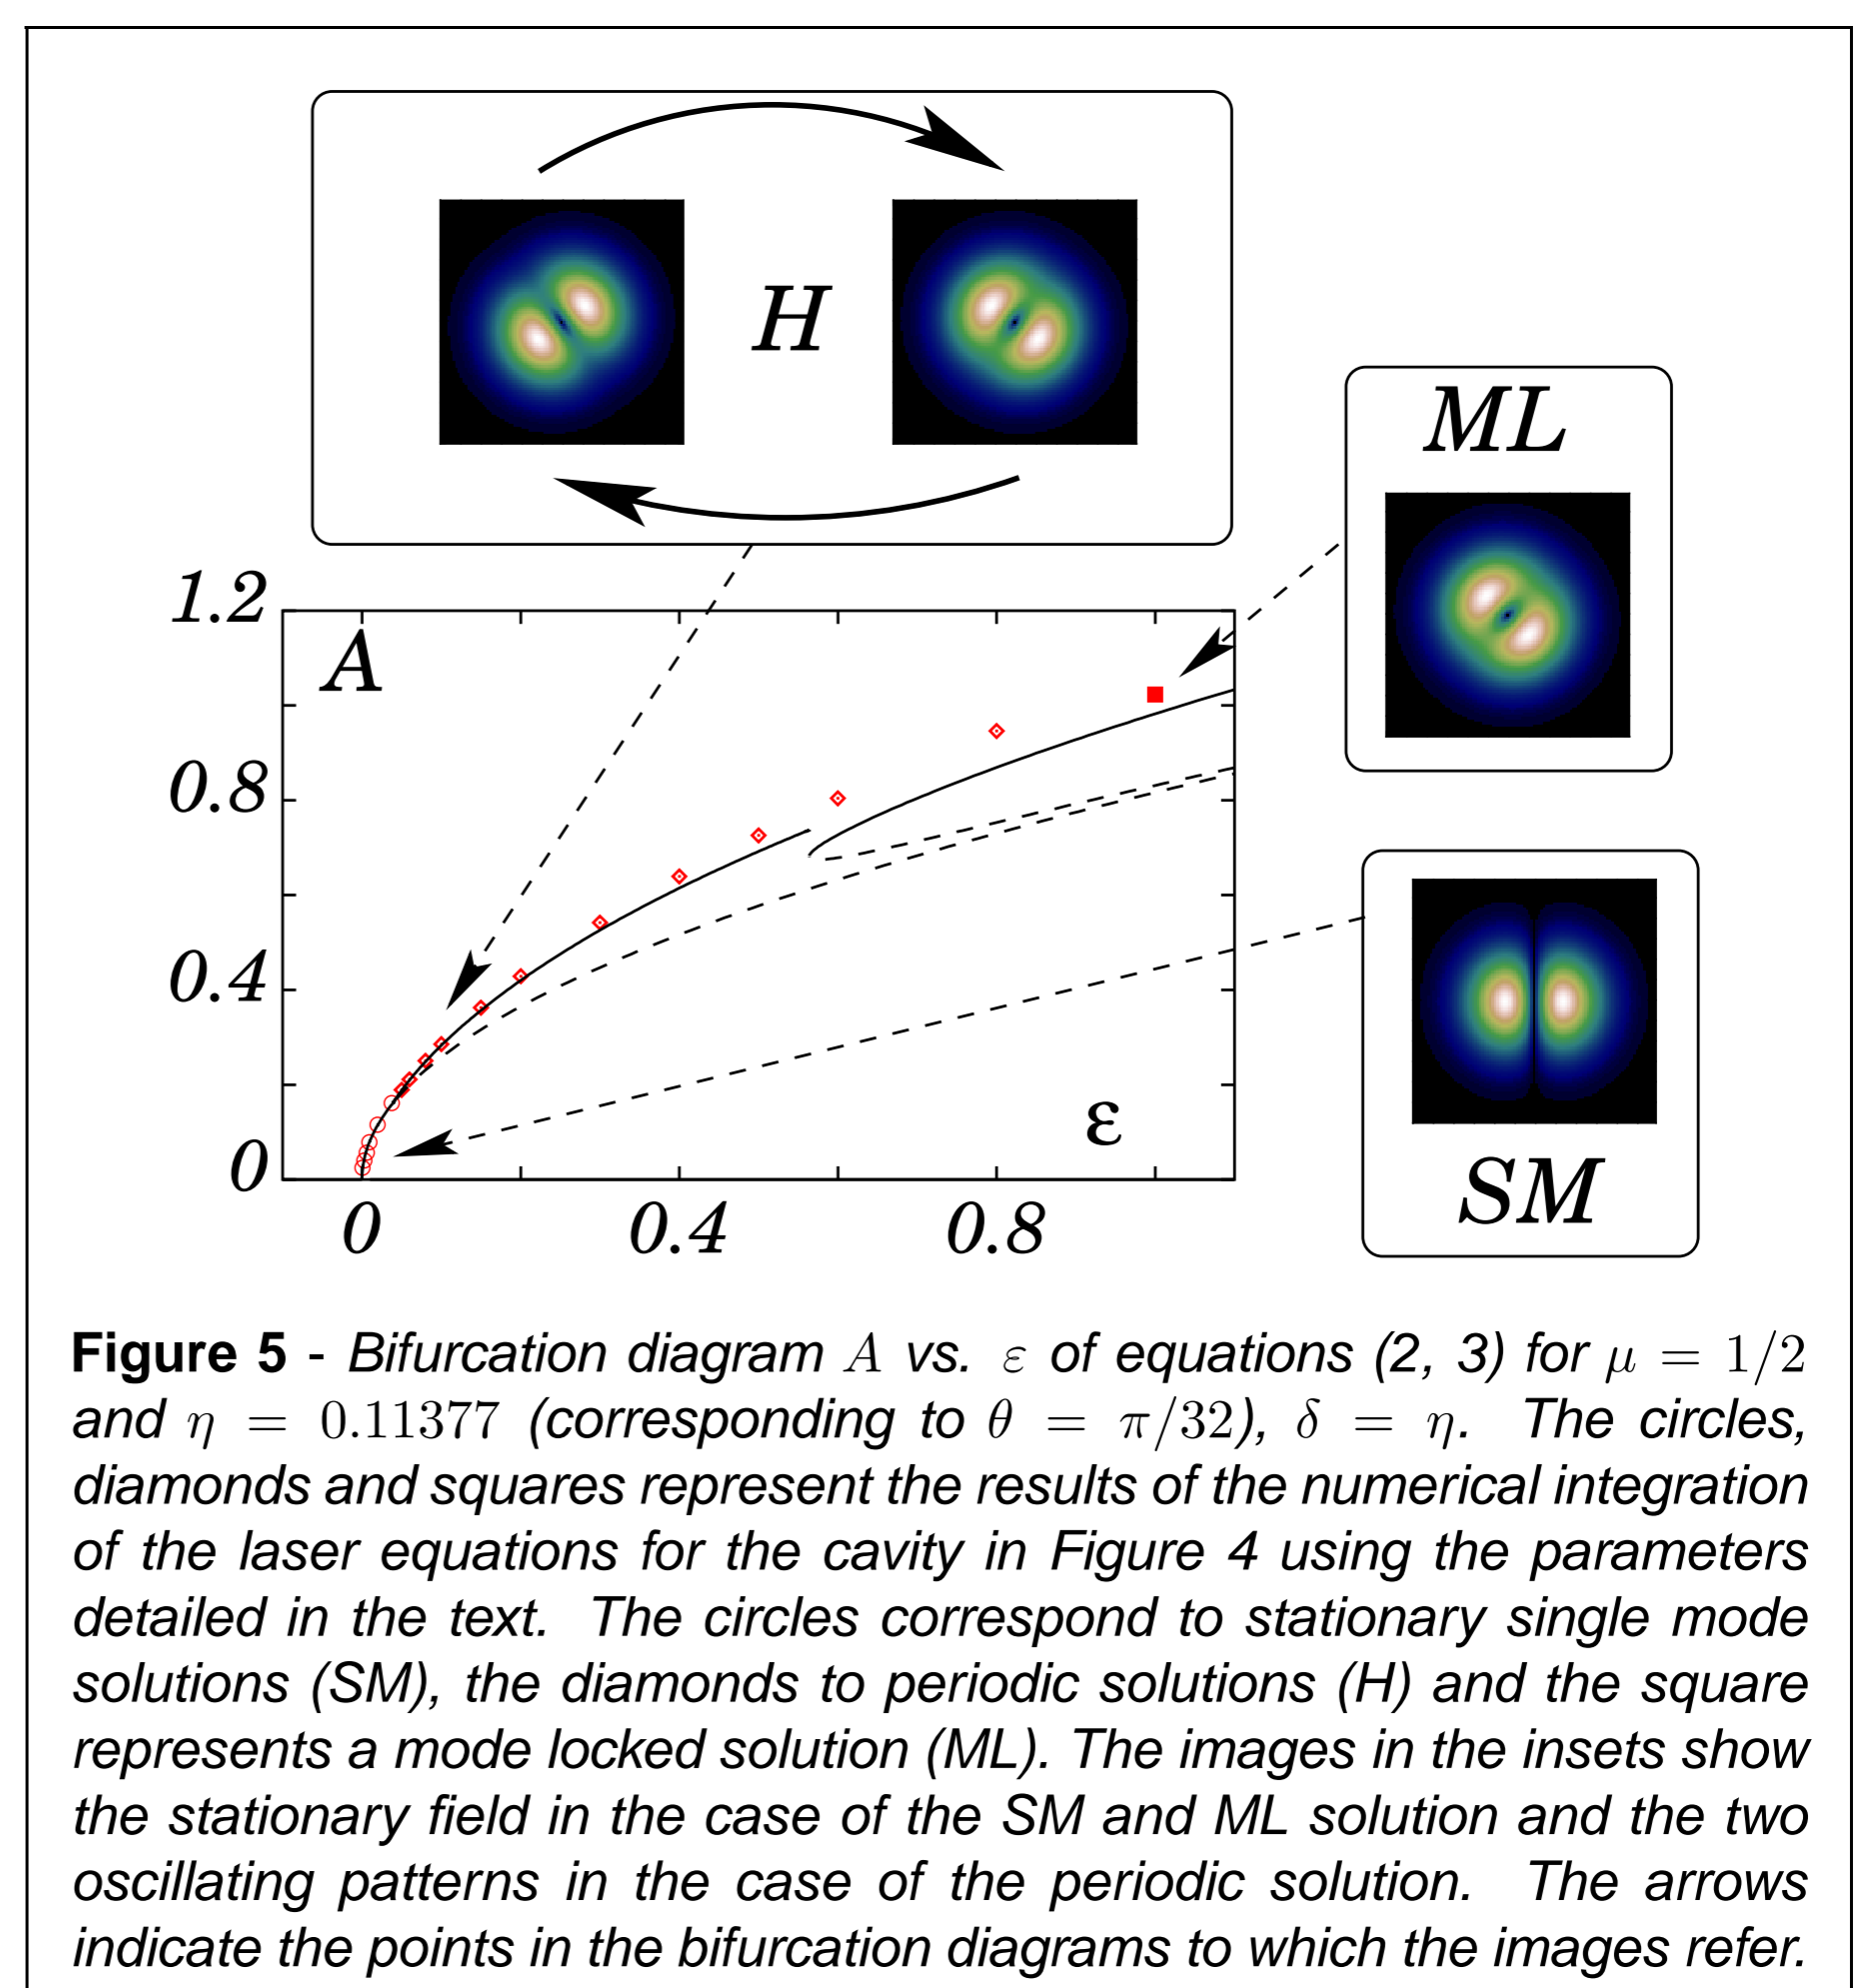 H
ML
1.2
A
0.8
0.4
ε
0
SM
0 0.4 0.8
Figure 5 - Bifurcation diagram A vs. ε of equations (2, 3) for μ = 1/2
and η = 0.11377 (corresponding to θ = π/32), δ = η. The circles,
diamonds and squares represent the results of the numerical integration
of the laser equations for the cavity in Figure 4 using the parameters
detailed in the text. The circles correspond to stationary single mode
solutions (SM), the diamonds to periodic solutions (H) and the square
represents a mode locked solution (ML). The images in the insets show
the stationary field in the case of the SM and ML solution and the two
oscillating patterns in the case of the periodic solution. The arrows
indicate the points in the bifurcation diagrams to which the images refer.